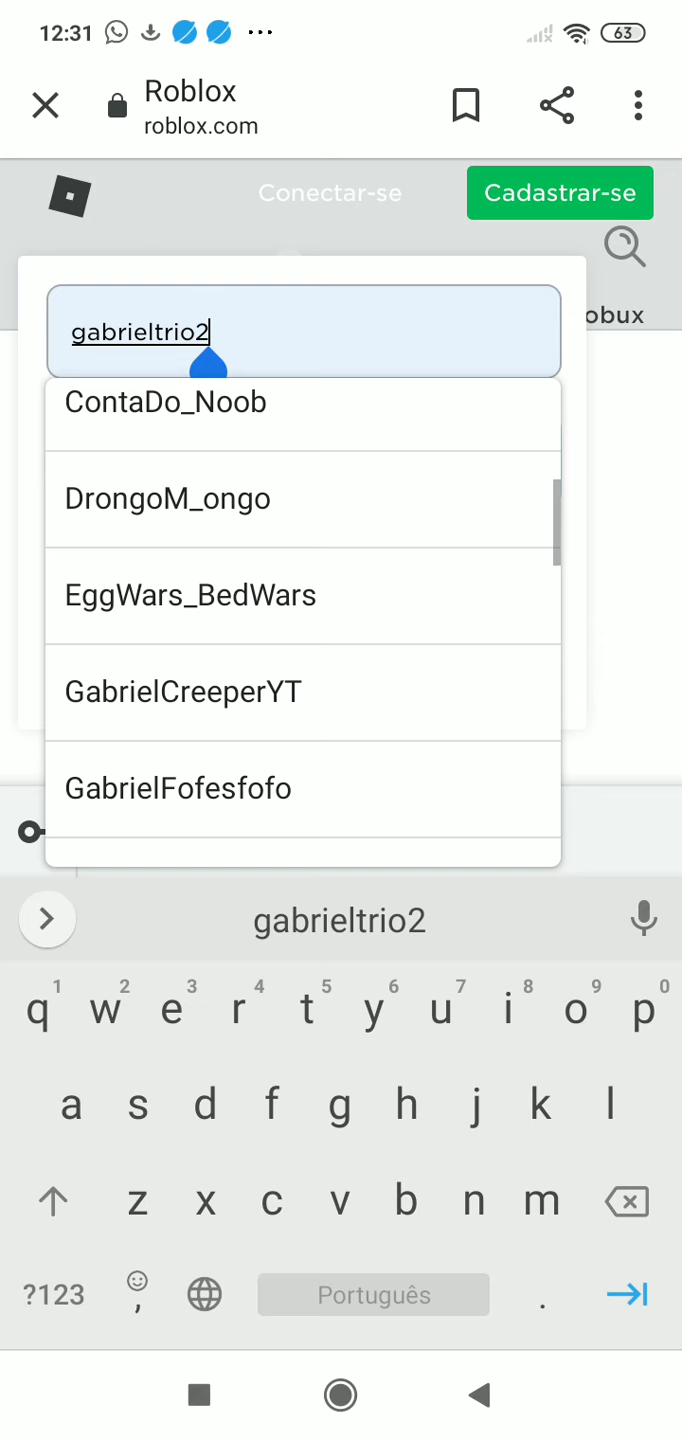 12:31
63
Roblox
roblox.com
Conectar-se
Cadastrar-se
obux
gabrieltrio2
ContaDo_Noob
DrongoM_ongo
EggWars_BedWars
GabrielCreeperYT
GabrielFofesfofo
gabrieltrio2
1 2 3 4 5 6 7 8 9 0
q w e r t y u i o p
a s d f g h j k l
z x c v b n m
?123 , Português .